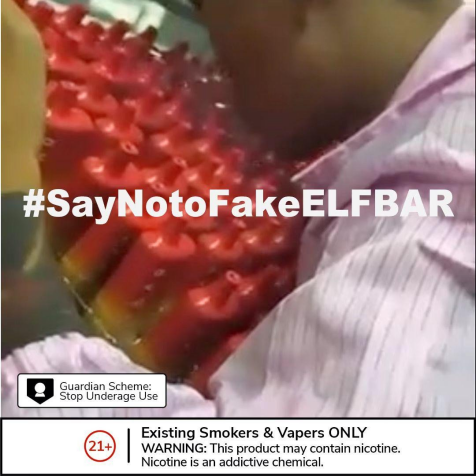 #SayNotoFakeELFBAR
Guardian Scheme:
Stop Underage Use
21+
Existing Smokers & Vapers ONLY
WARNING: This product may contain nicotine.
Nicotine is an addictive chemical.